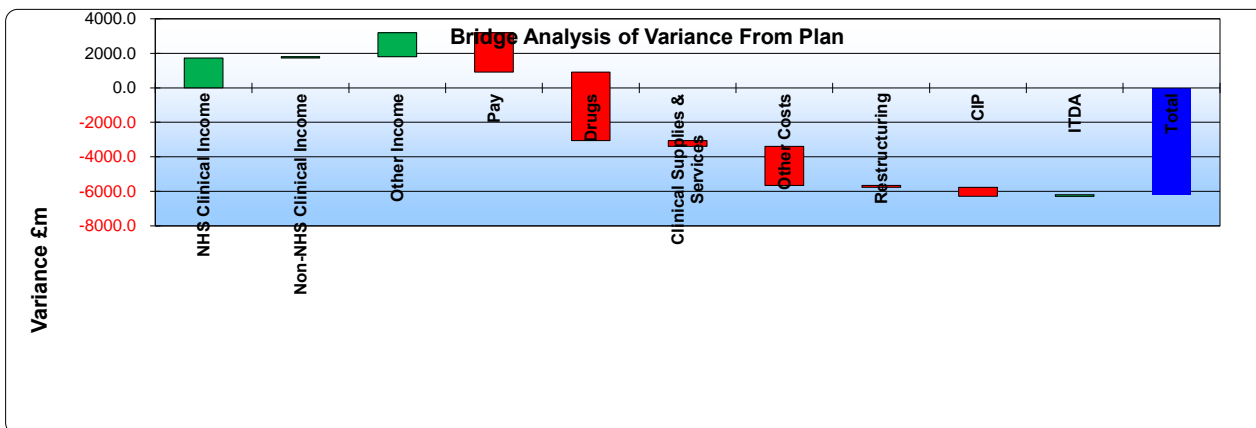 Bridge Analysis of Variance From Plan
Variance £m
4000.0
2000.0
0.0
-2000.0
-4000.0
-6000.0
-8000.0
NHS Clinical Income
Non-NHS Clinical Income
Other Income
Pay
Drugs
Clinical Supplies &
Services
Other Costs
Restructuring
CIP
ITDA
Total